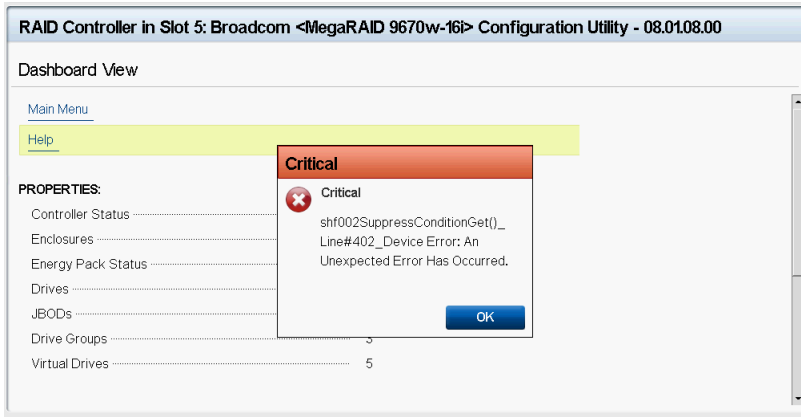 RAID Controller in Slot 5: Broadcom <MegaRAID 9670w-16i> Configuration Utility - 08.01.08.00
Dashboard View
Main Menu
Help
Critical
Critical
shf002SuppressConditionGet()_
Line#402_Device Error: An
Unexpected Error Has Occurred.
OK
PROPERTIES:
Controller Status
Enclosures
Energy Pack Status
Drives
JBODs
Drive Groups 3
Virtual Drives 5